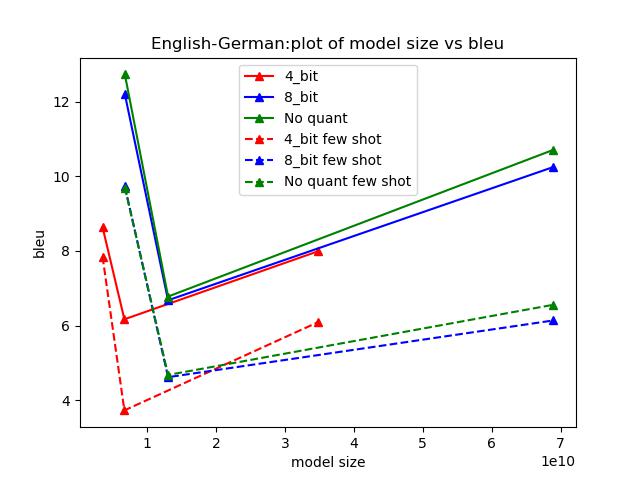 English-German:plot of model size vs bleu
4_bit
8_bit
No quant
4_bit few shot
8_bit few shot
No quant few shot
12
10
8
6
4
bleu
1 2 3 4 5 6 7
1e10
model size